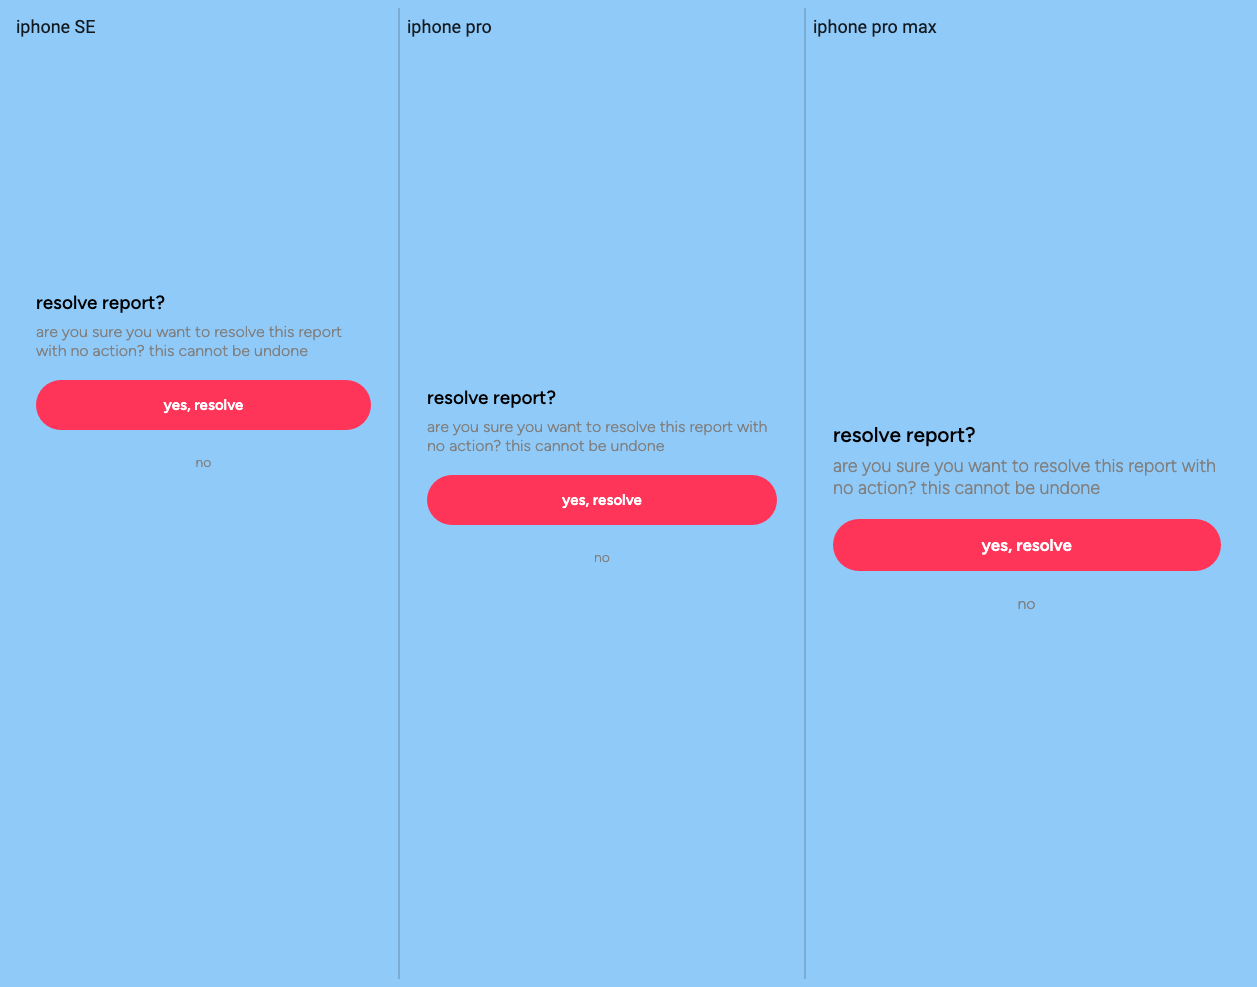 iphone SE
resolve report?
are you sure you want to resolve this report
with no action? this cannot be undone
yes, resolve
no
iphone pro
resolve report?
are you sure you want to resolve this report with
no action? this cannot be undone
yes, resolve
no
iphone pro max
resolve report?
are you sure you want to resolve this report with
no action? this cannot be undone
yes, resolve
no